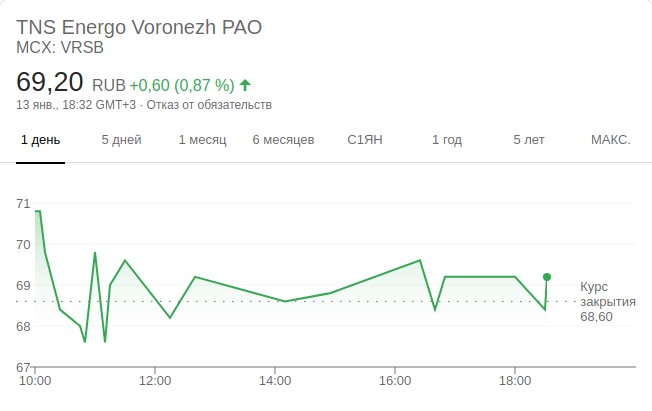 TNS Energo Voronezh PAO
MCX: VRSB
69,20 RUB +0,60 (0,87 %)
13 янв., 18:32 GMT+3 · Отказ от обязательств
1 день 5 дней 1 месяц 6 месяцев С1ЯН 1 год 5 лет МАКС.
71
70
69
68
67
Курс
закрытия
68,60
10:00 12:00 14:00 16:00 18:00